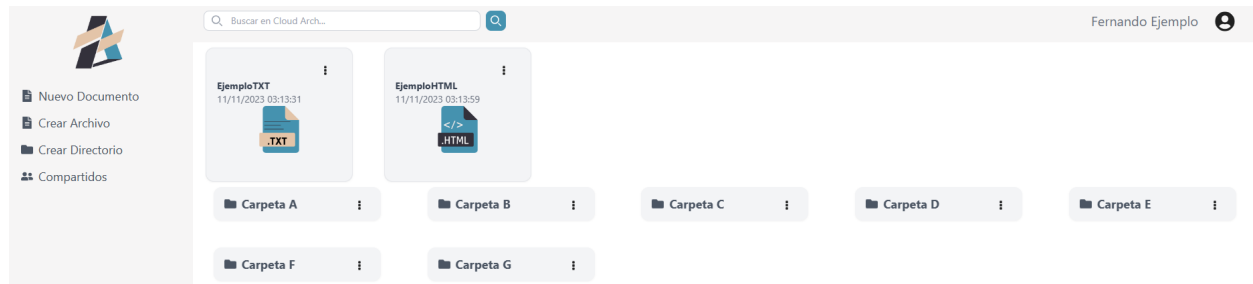 Buscar en Cloud Arch...
Fernando Ejemplo
Nuevo Documento
Crear Archivo
Crear Directorio
Compartidos
EjemploTXT
11/11/2023 03:13:31
.TXT
EjemploHTML
11/11/2023 03:13:59
</>
.HTML
Carpeta A
Carpeta B
Carpeta C
Carpeta D
Carpeta E
Carpeta F
Carpeta G